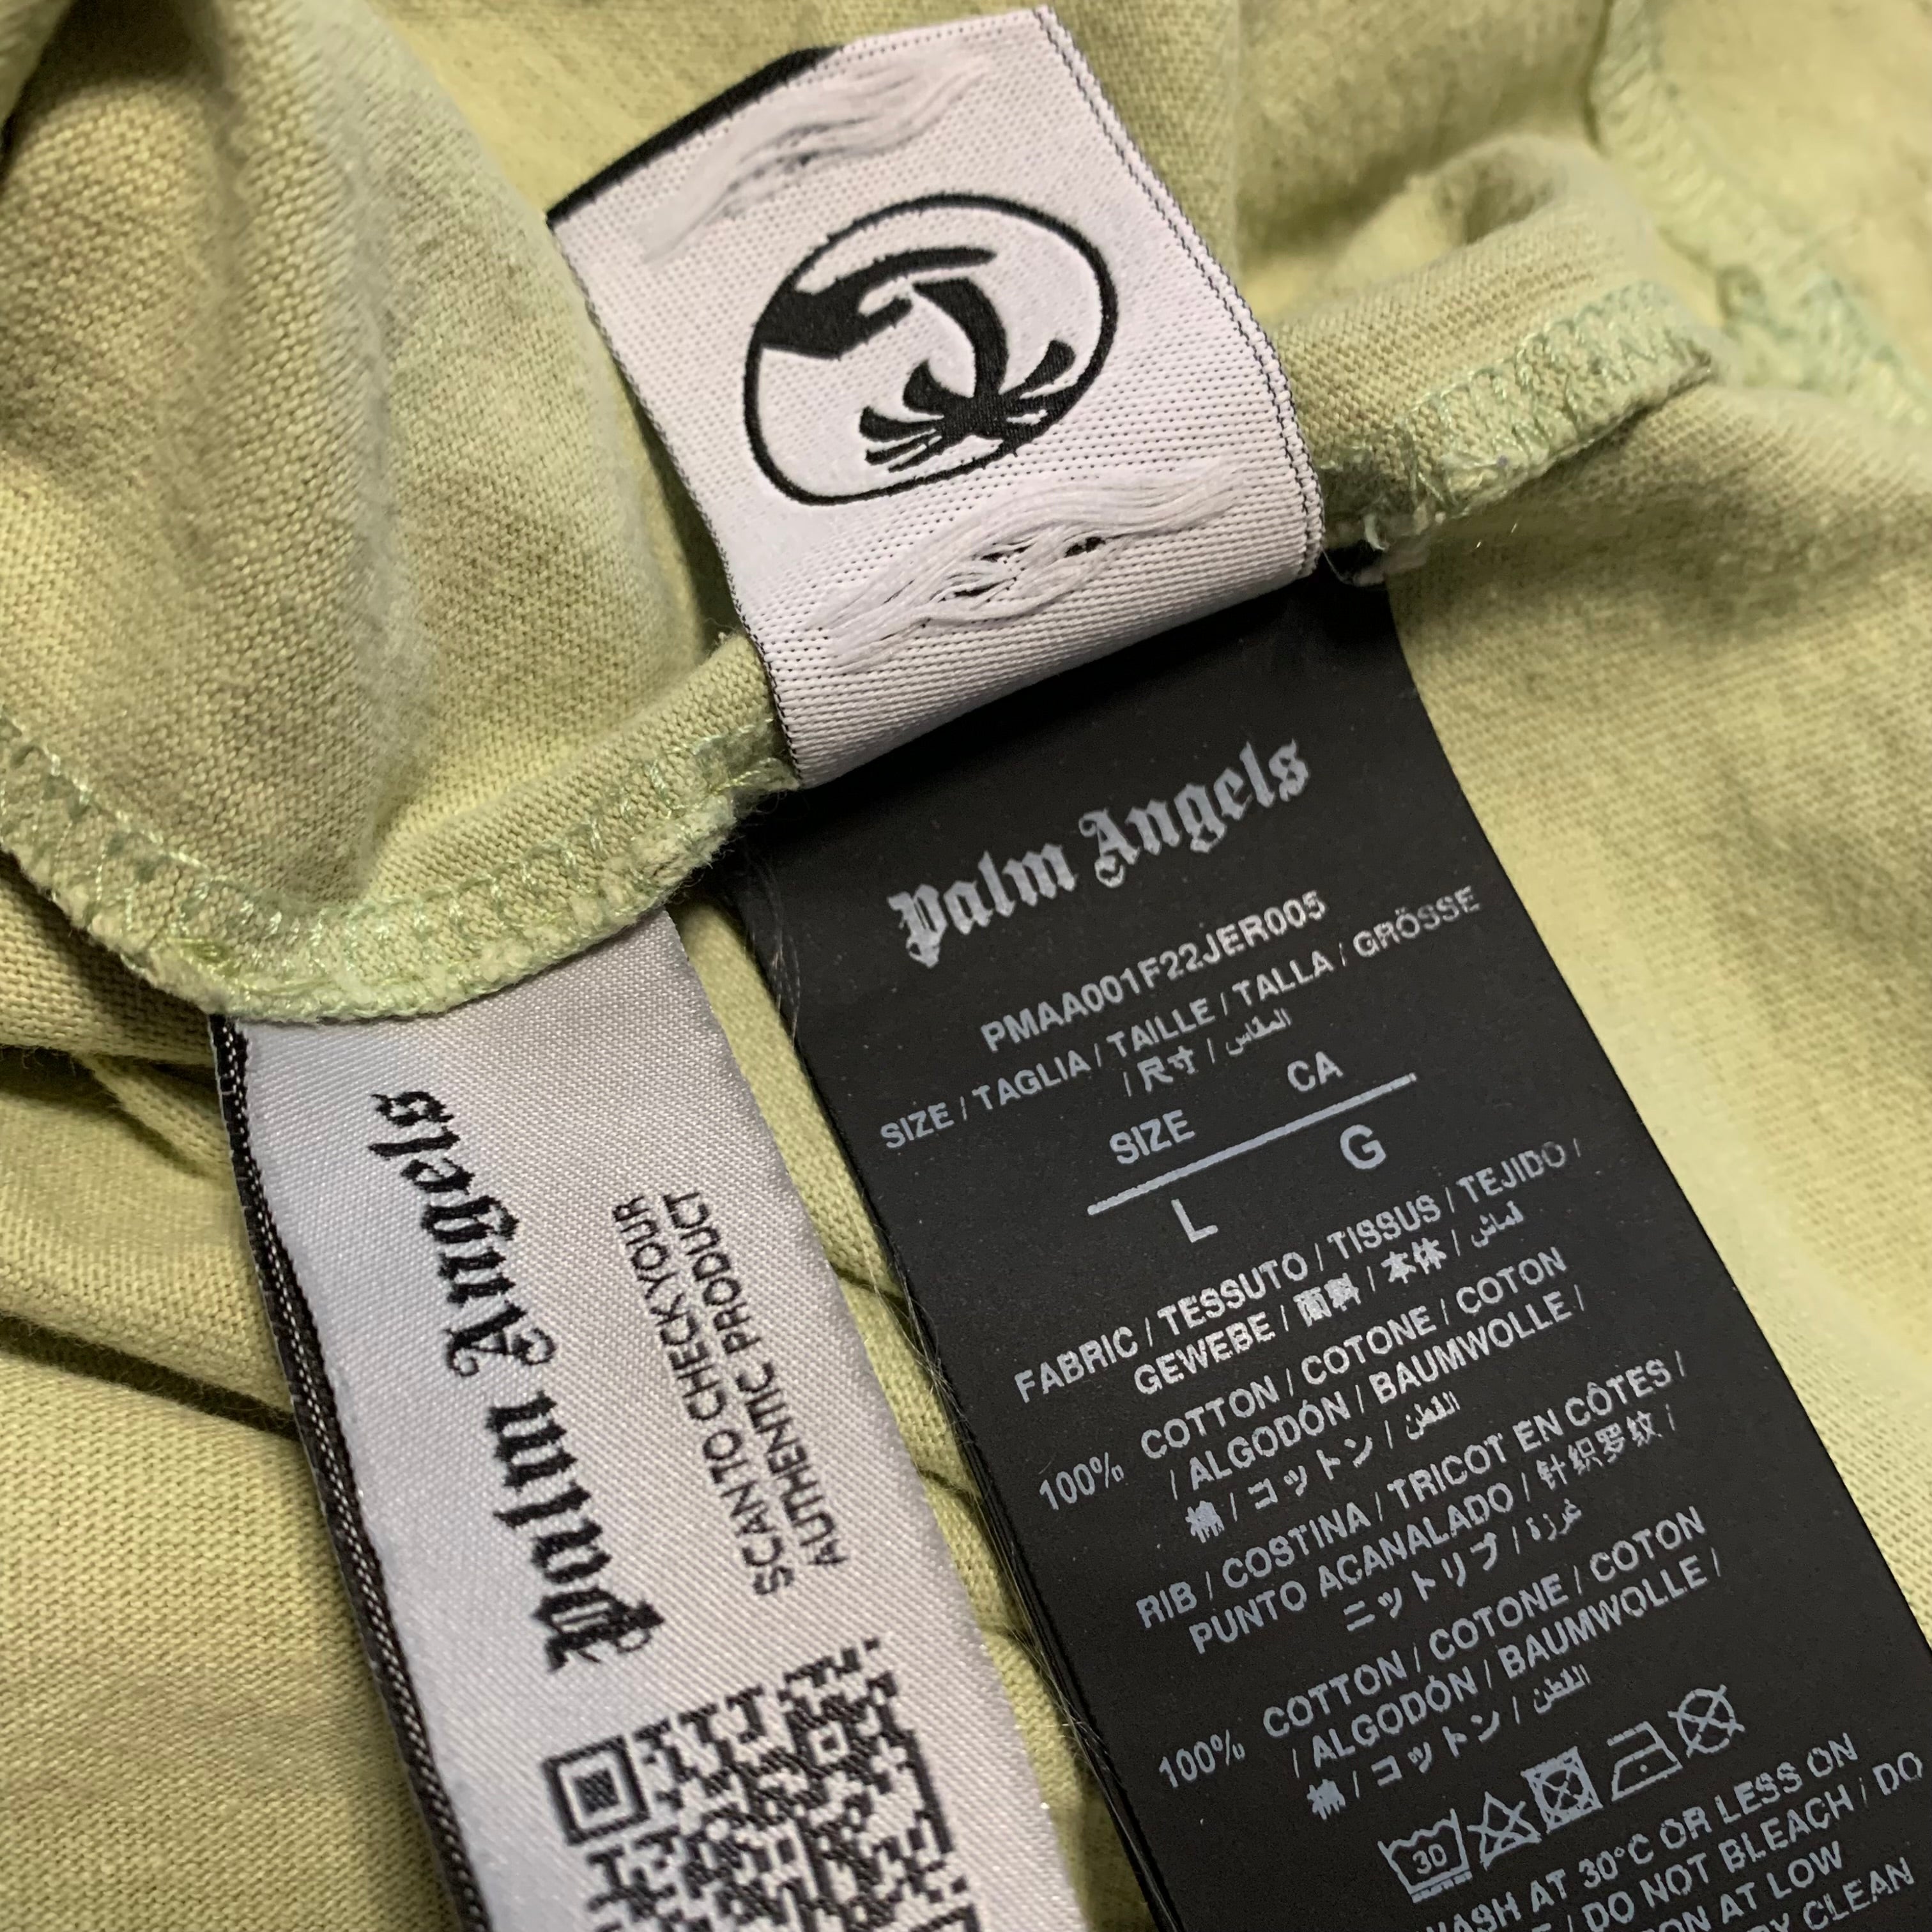 Palm Angels
PMAA001F22JER005
SIZE / TAGLIA / TAILLE / TALLA / GRÖSSE
/ 尺寸 / المقاس
SIZE CA
L G
FABRIC / TESSUTO / TISSUS / TEJIDO /
GEWEBE / 面料 / 本体 / قماش
100% COTTON / COTONE / COTON
/ ALGODÓN / BAUMWOLLE /
棉 / コットン / القطن
RIB / COSTINA / TRICOT EN CÔTES /
PUNTO ACANALADO / 针织罗纹 /
ニットリブ / غرزة
100% COTTON / COTONE / COTON
/ ALGODÓN / BAUMWOLLE /
棉 / コットン / القطن
30
WASH AT 30°C OR LESS ON
/ DO NOT BLEACH / DO
AT LOW
CLEAN
Palm Angels
SCAN TO CHECK YOUR
AUTHENTIC PRODUCT